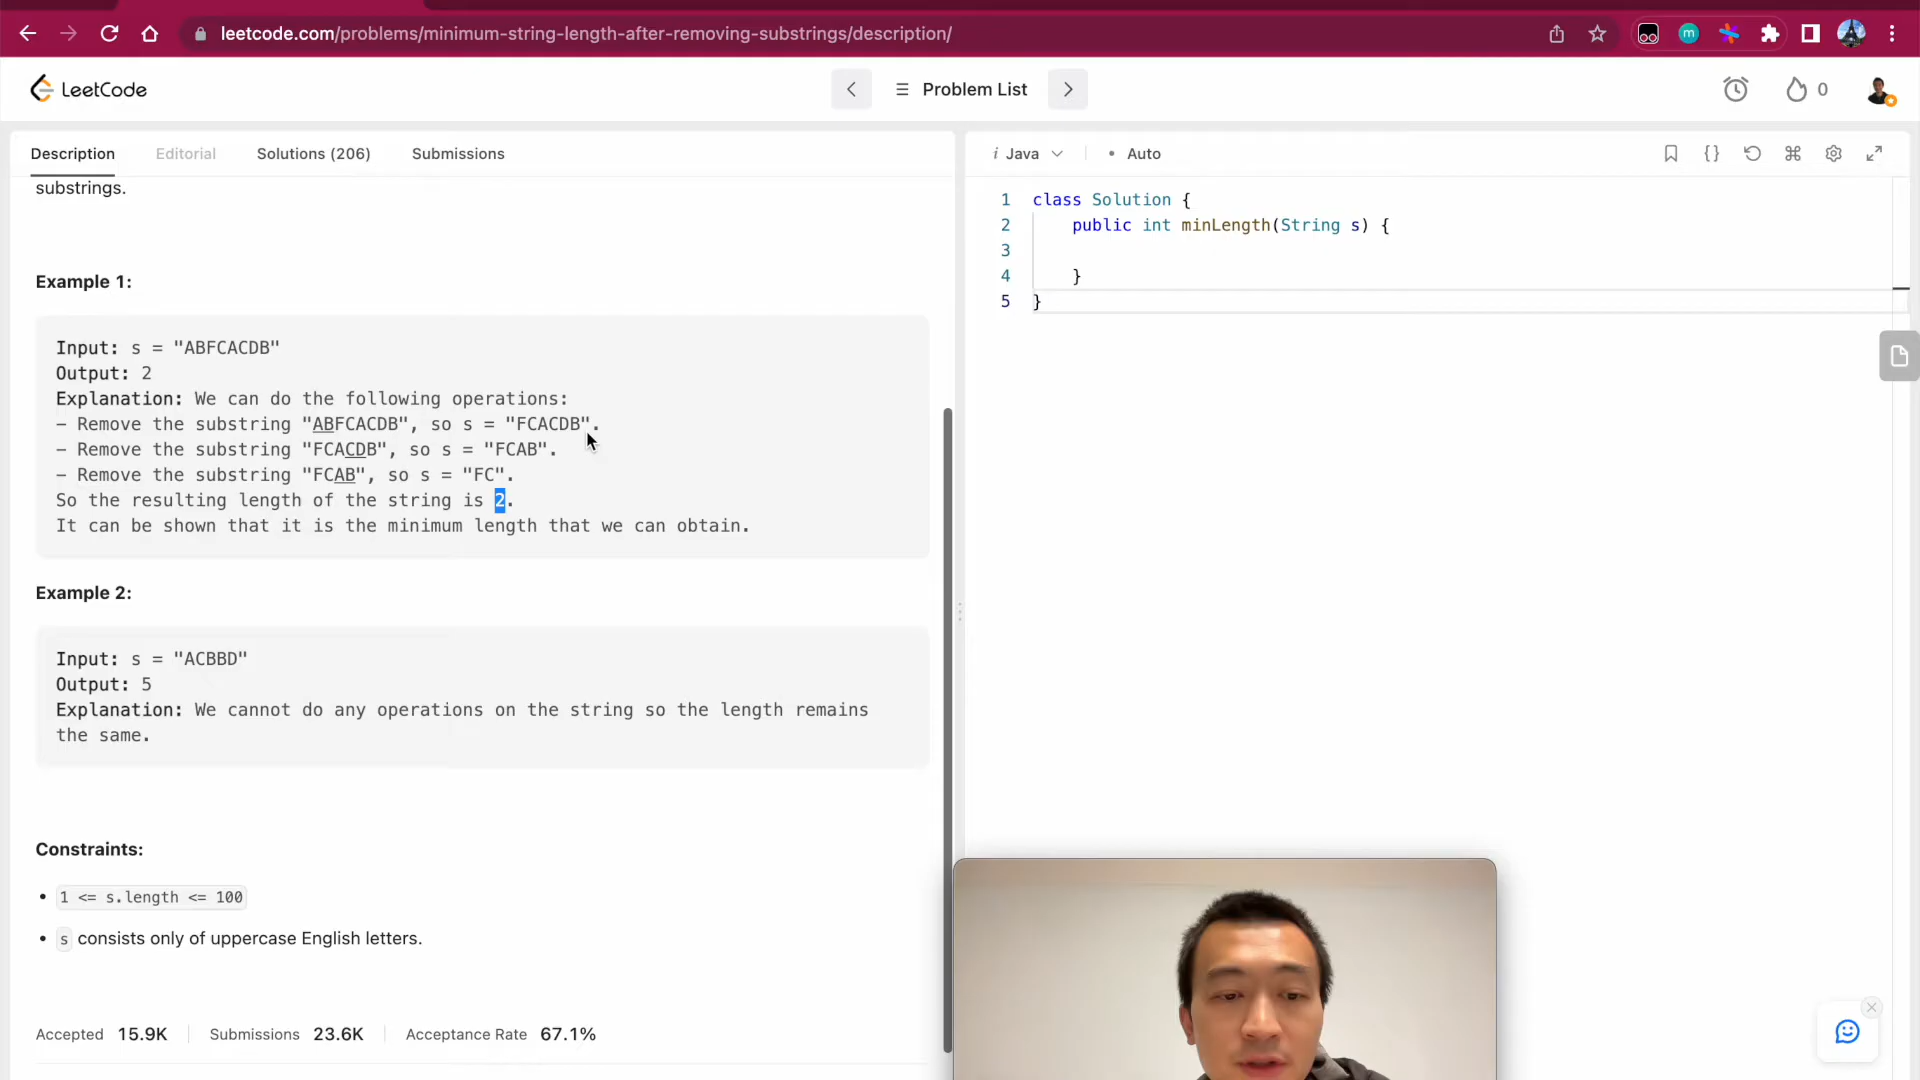 leetcode.com/problems/minimum-string-length-after-removing-substrings/description/
m
LeetCode
Problem List
0
Description
Editorial
Solutions (206)
Submissions
substrings.
Example 1:
Input: s = "ABFCACDB"
Output: 2
Explanation: We can do the following operations:
- Remove the substring "ABFCACDB", so s = "FCACDB".
- Remove the substring "FCACDB", so s = "FCAB".
- Remove the substring "FCAB", so s = "FC".
So the resulting length of the string is 2.
It can be shown that it is the minimum length that we can obtain.
Example 2:
Input: s = "ACBBD"
Output: 5
Explanation: We cannot do any operations on the string so the length remains
the same.
Constraints:
• 1 <= s.length <= 100
• s consists only of uppercase English letters.
Accepted 15.9K
Submissions 23.6K
Acceptance Rate 67.1%
i Java
• Auto
{}
1 class Solution {
2 public int minLength(String s) {
3
4 }
5 }